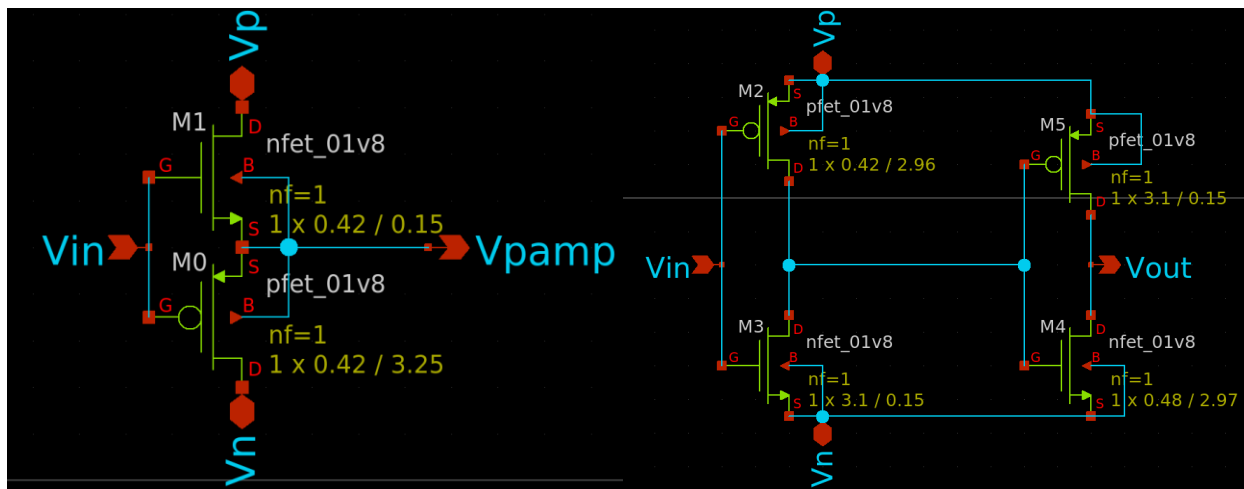 Vp
M1
D
nfet_01v8
G
B
nf=1
1 x 0.42 / 0.15
S
Vin
Vpamp
M0
S
pfet_01v8
G
B
nf=1
1 x 0.42 / 3.25
D
Vn
Vp
M2
S
pfet_01v8
G
B
nf=1
1 x 0.42 / 2.96
D
M5
S
pfet_01v8
G
B
nf=1
1 x 3.1 / 0.15
D
Vin
Vout
M3
D
nfet_01v8
G
B
nf=1
1 x 3.1 / 0.15
S
M4
D
nfet_01v8
G
B
nf=1
1 x 0.48 / 2.97
S
Vn